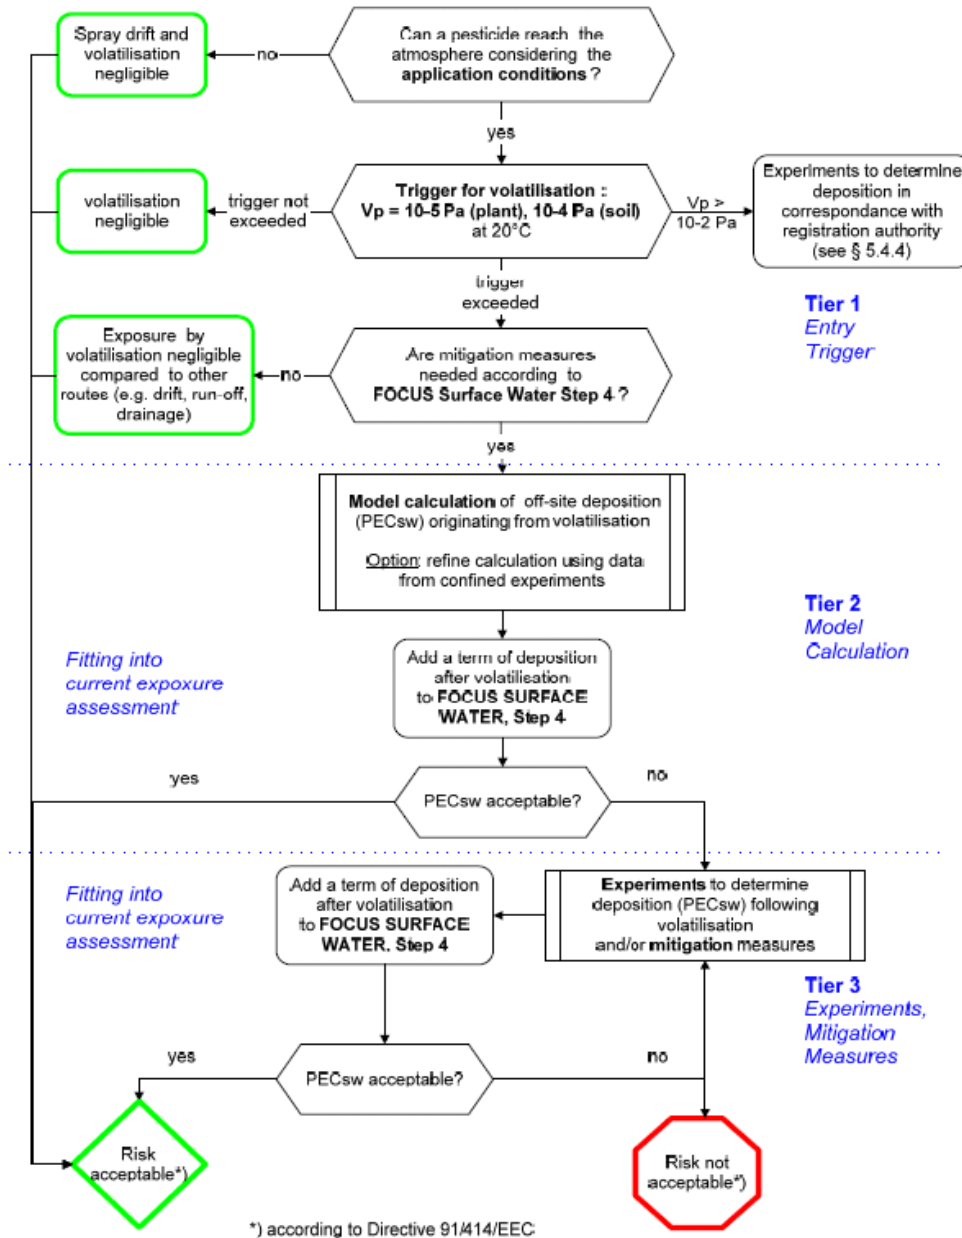 Spray drift and
volatilisation
negligible
no
Can a pesticide reach the
atmosphere considering the
application conditions ?
yes
volatilisation
negligible
trigger not
exceeded
Trigger for volatilisation :
Vp = 10-5 Pa (plant), 10-4 Pa (soil)
at 20°C
Vp >
10-2 Pa
Experiments to determine
deposition in
correspondance with
registration authority
(see § 5.4.4)
trigger
exceeded
Tier 1
Entry
Trigger
Exposure by
volatilisation negligible
compared to other
routes (e.g. drift, run-off,
drainage)
no
Are mitigation measures
needed according to
FOCUS Surface Water Step 4 ?
yes
Model calculation of off-site deposition
(PECsw) originating from volatilisation
Option: refine calculation using data
from confined experiments
Tier 2
Model
Calculation
Fitting into
current expoxure
assessment
Add a term of deposition
after volatilisation
to FOCUS SURFACE
WATER, Step 4
yes
PECsw acceptable?
no
Fitting into
current exposure
assessment
Add a term of deposition
after volatilisation
to FOCUS SURFACE
WATER, Step 4
Experiments to determine
deposition (PECsw) following
volatilisation
and/or mitigation measures
Tier 3
Experiments,
Mitigation
Measures
yes
PECsw acceptable?
no
Risk
acceptable*)
Risk not
acceptable*)
*) according to Directive 91/414/EEC